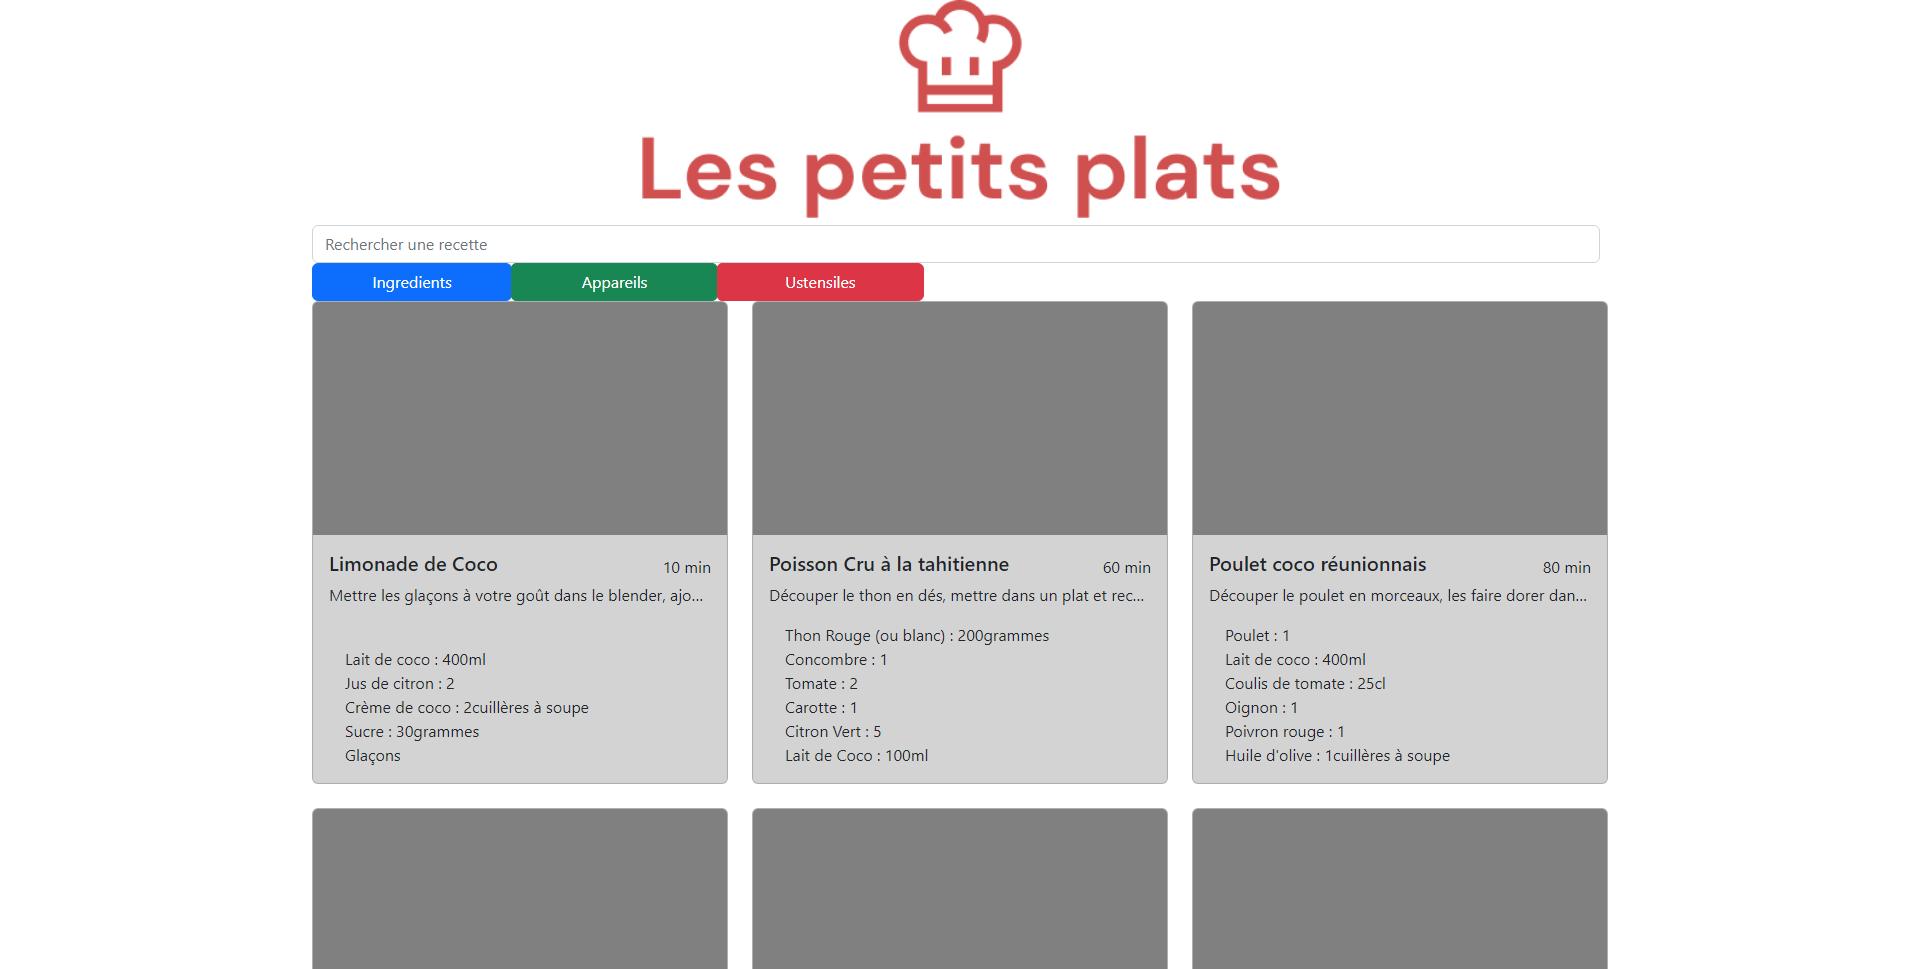 Les petits plats
Rechercher une recette
Ingredients Appareils Ustensiles
Limonade de Coco 10 min
Mettre les glaçons à votre goût dans le blender, ajo...
Lait de coco : 400ml
Jus de citron : 2
Crème de coco : 2cuillères à soupe
Sucre : 30grammes
Glaçons
Poisson Cru à la tahitienne 60 min
Découper le thon en dés, mettre dans un plat et rec...
Thon Rouge (ou blanc) : 200grammes
Concombre : 1
Tomate : 2
Carotte : 1
Citron Vert : 5
Lait de Coco : 100ml
Poulet coco réunionnais 80 min
Découper le poulet en morceaux, les faire dorer dan...
Poulet : 1
Lait de coco : 400ml
Coulis de tomate : 25cl
Oignon : 1
Poivron rouge : 1
Huile d'olive : 1cuillères à soupe